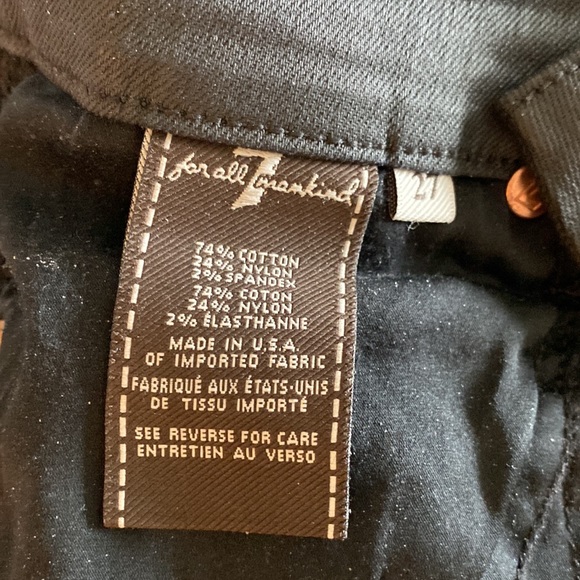 for all 7 mankind
74% COTTON
24% NYLON
2% SPANDEX
74% COTON
24% NYLON
2% ÉLASTHANNE
MADE IN U.S.A.
OF IMPORTED FABRIC
FABRIQUÉ AUX ÉTATS-UNIS
DE TISSU IMPORTÉ
SEE REVERSE FOR CARE
ENTRETIEN AU VERSO